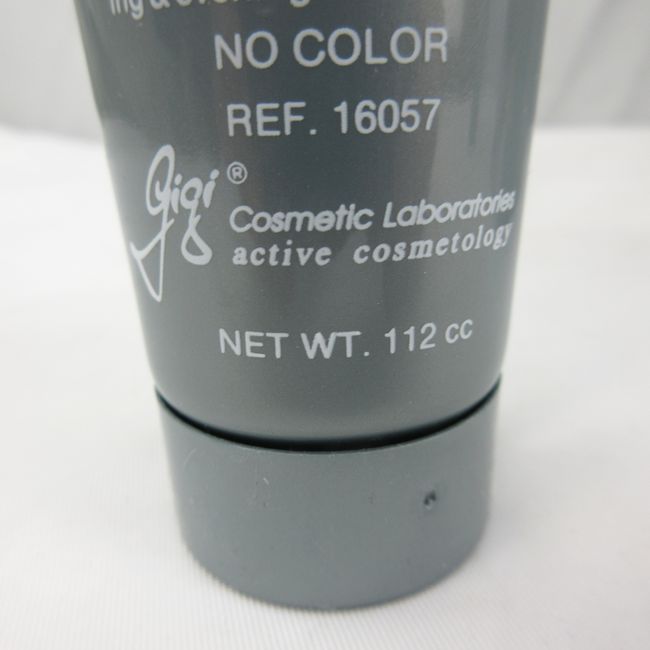 NO COLOR
REF. 16057
gigi ®
Cosmetic Laboratories
active cosmetology
NET WT. 112 cc